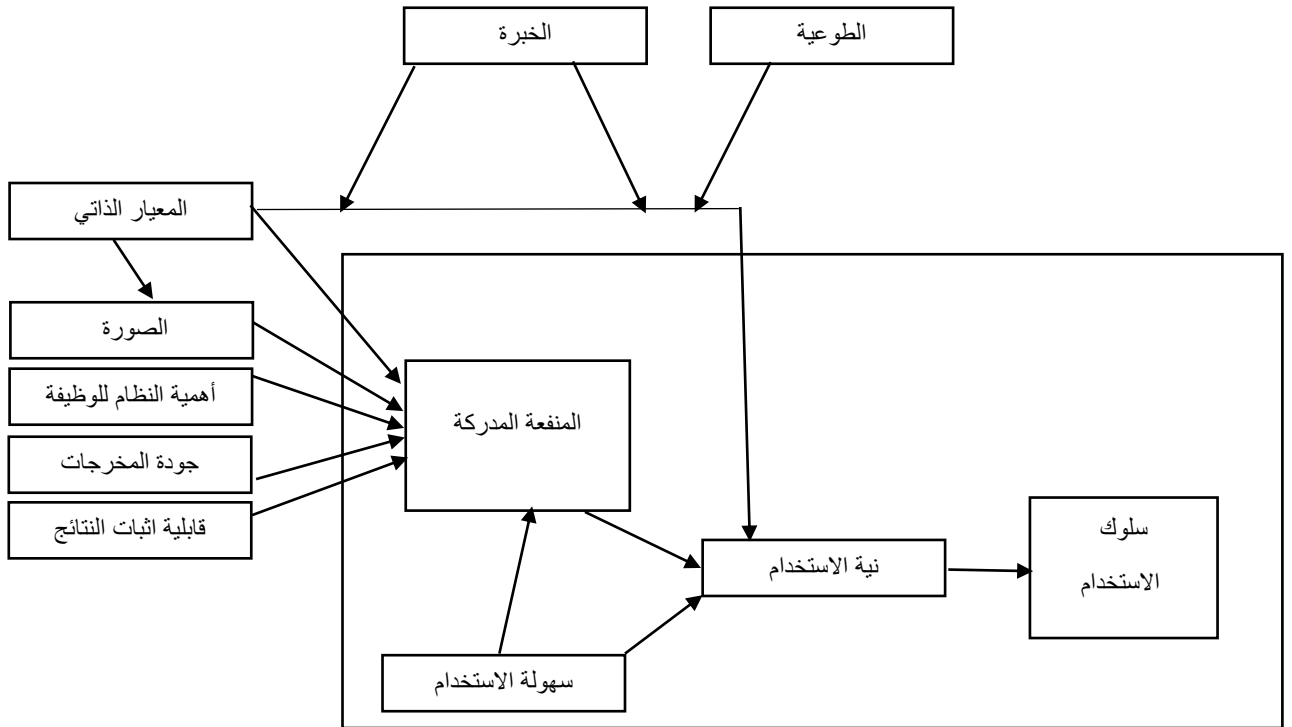 الطوعية
الخبرة
المعيار الذاتي
الصورة
أهمية النظام للوظيفة
جودة المخرجات
قابلية اثبات النتائج
المنفعة المدركة
نية الاستخدام
سلوك
الاستخدام
سهولة الاستخدام